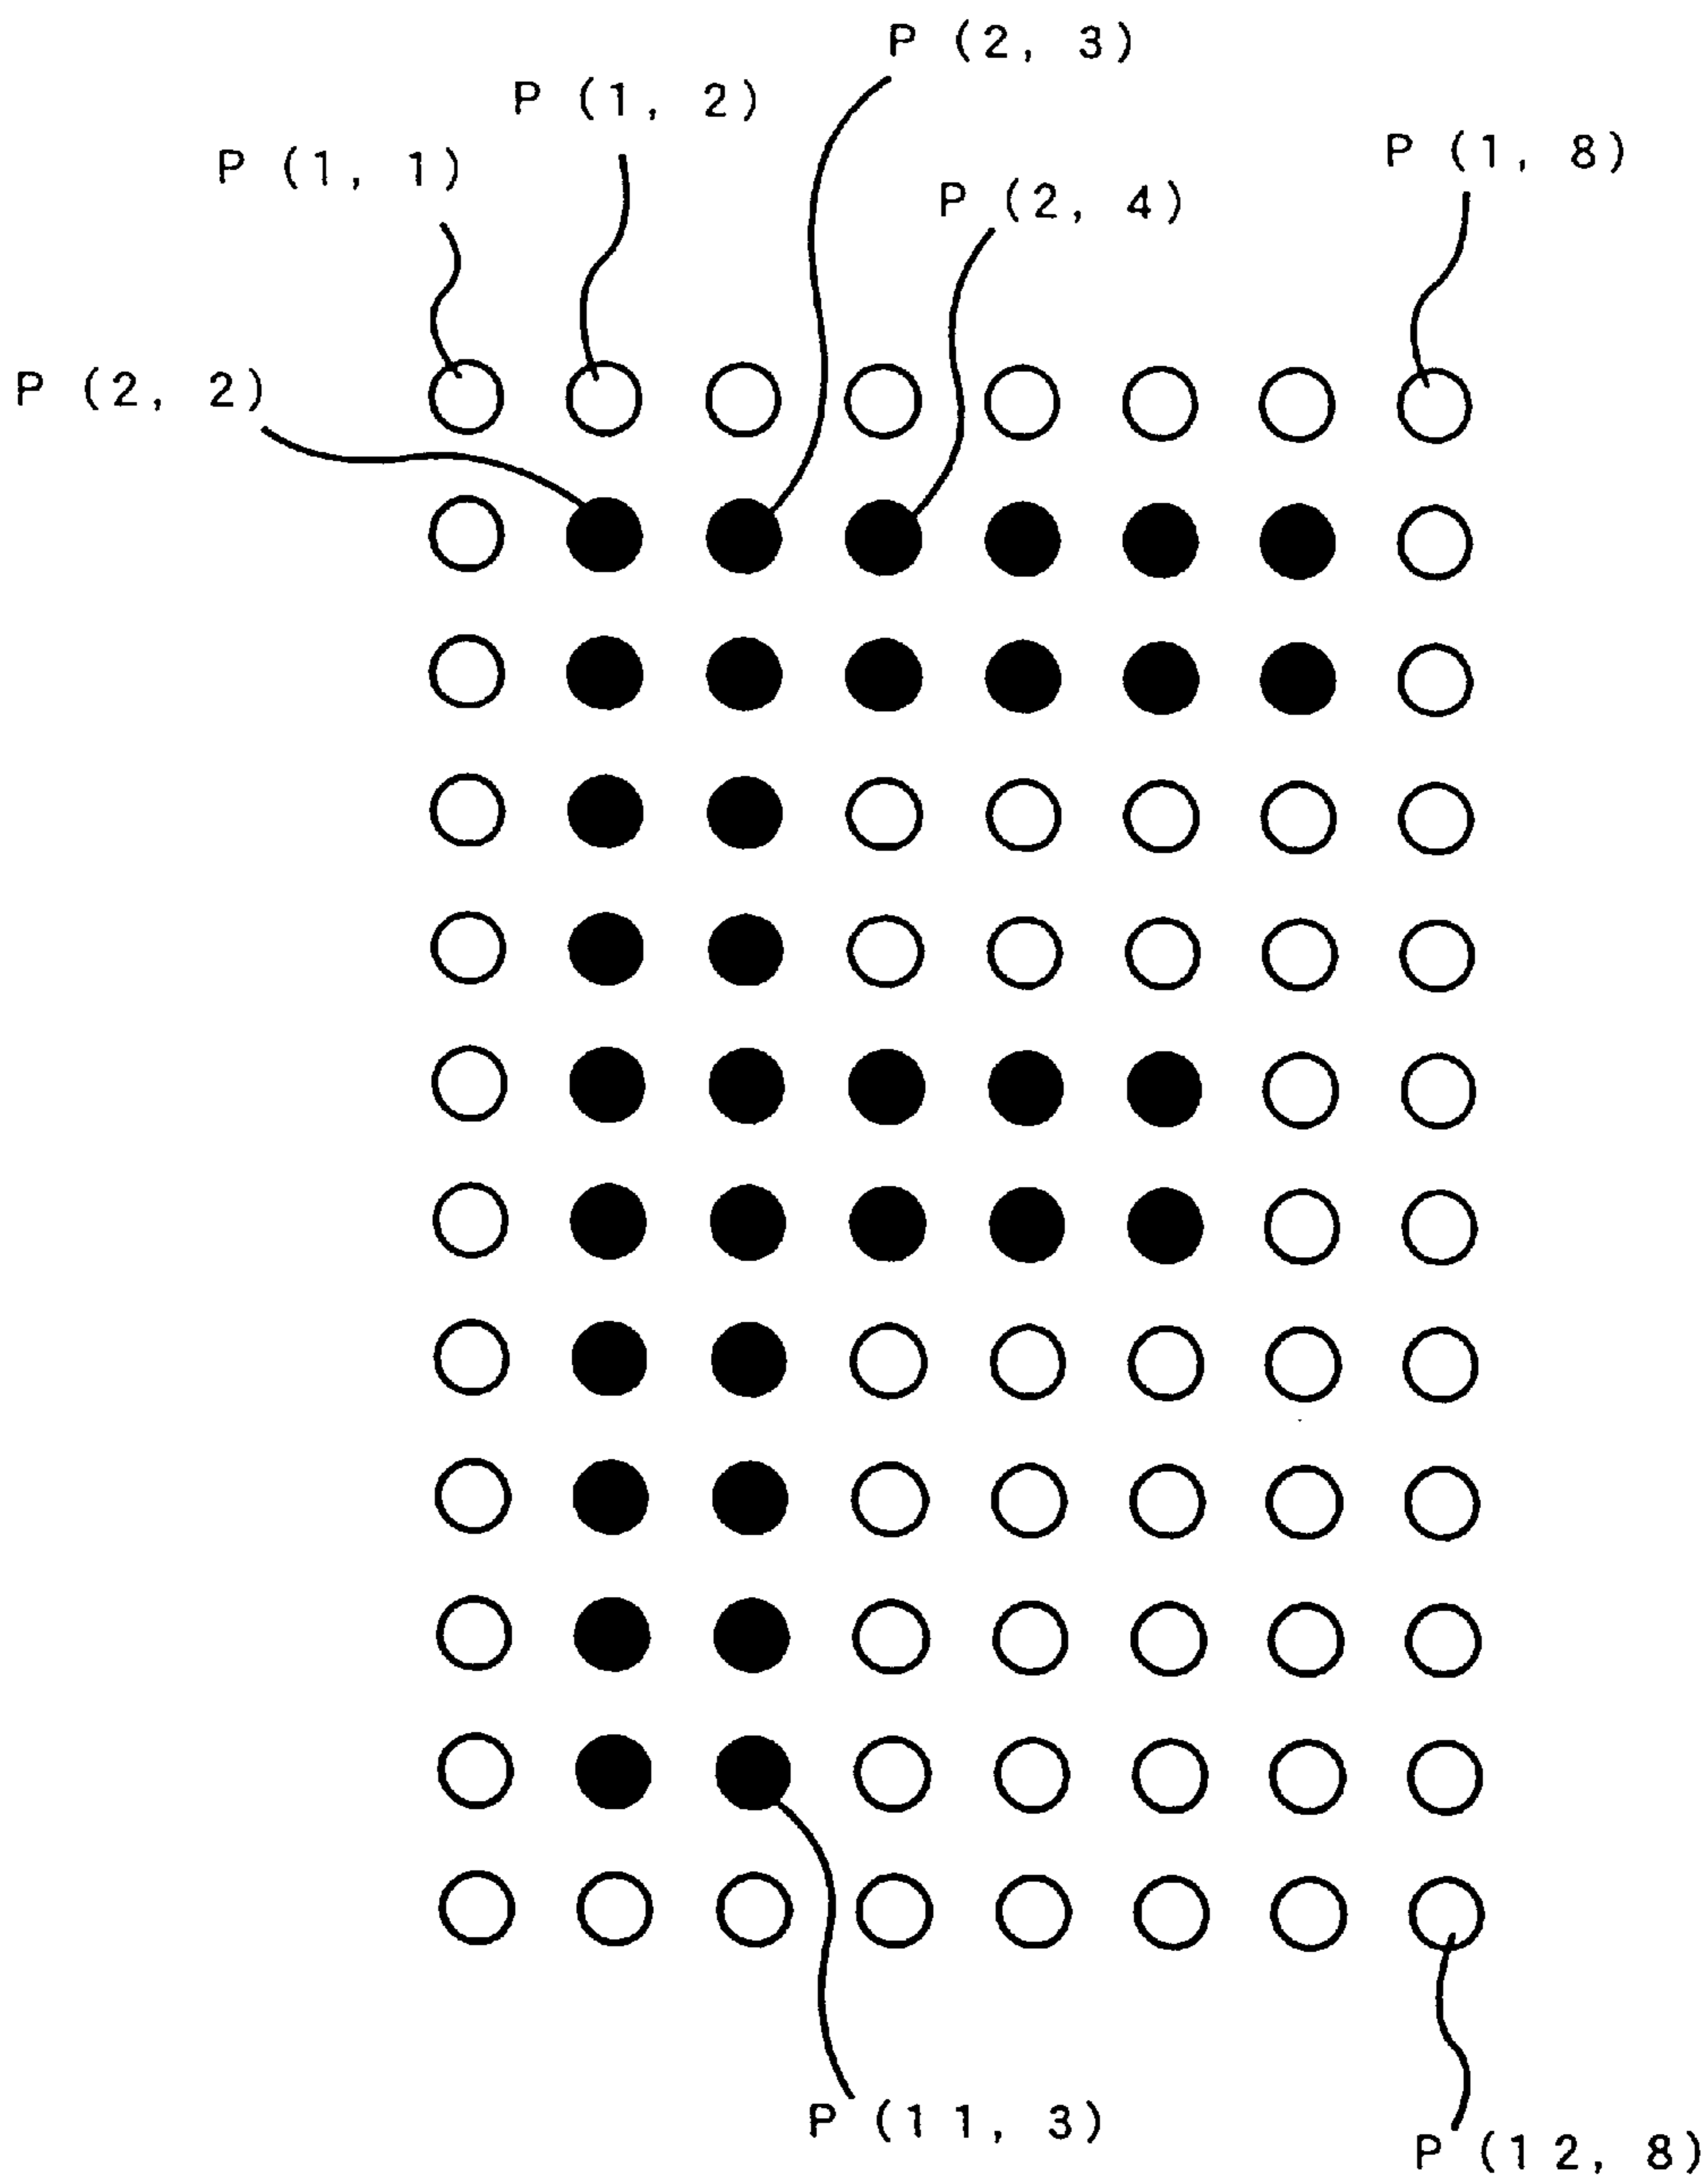 P (2, 3)
P (1, 2)
P (1, 8)
P (1, 1)
P (2, 4)
P (2, 2)
P (11, 3)
P (12, 8)